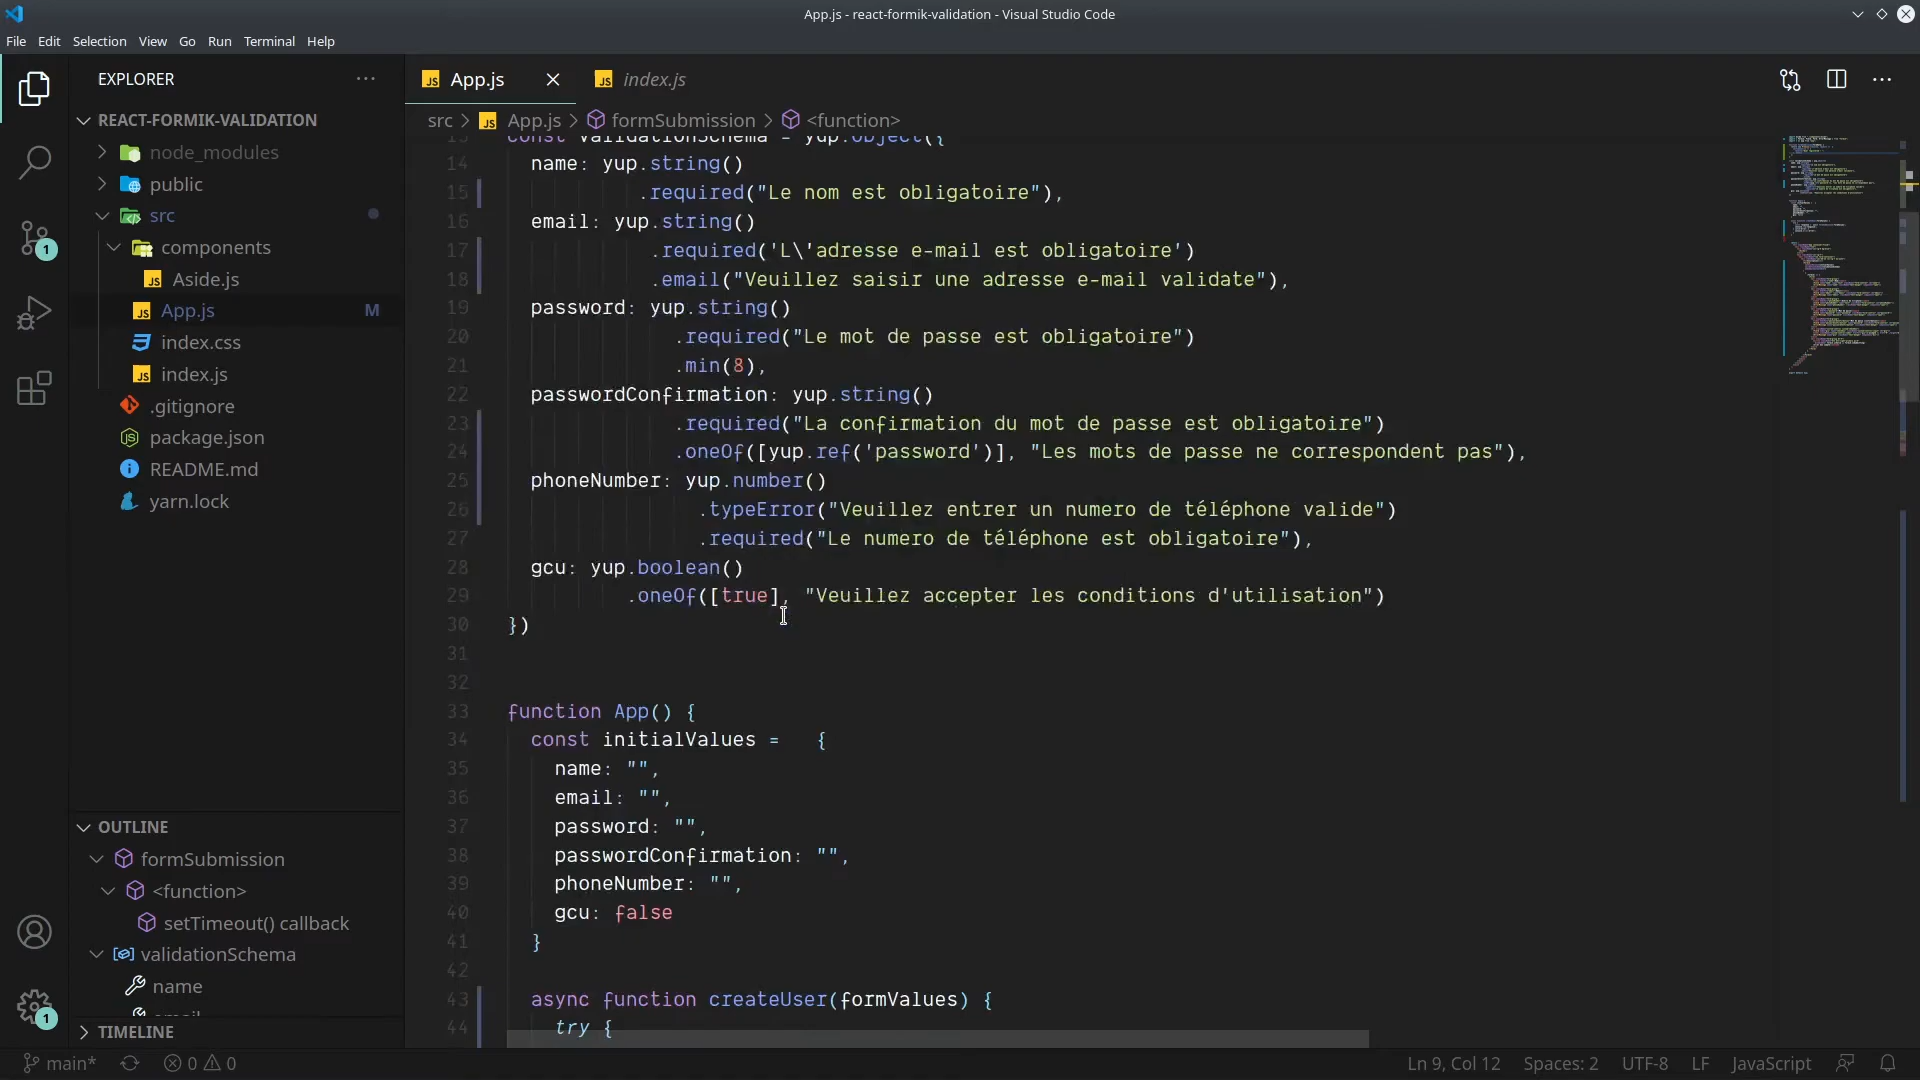 App.js - react-formik-validation - Visual Studio Code
File Edit Selection View Go Run Terminal Help
EXPLORER
REACT-FORMIK-VALIDATION
node_modules
public
src
components
Aside.js
App.js M
index.css
index.js
.gitignore
package.json
README.md
yarn.lock
OUTLINE
formSubmission
<function>
setTimeout() callback
validationSchema
name
email
TIMELINE
1
1
App.js
index.js
src > App.js > formSubmission > <function>
13 const validationSchema = yup.object({
14 name: yup.string()
15 .required("Le nom est obligatoire"),
16 email: yup.string()
17 .required('L\'adresse e-mail est obligatoire')
18 .email("Veuillez saisir une adresse e-mail validate"),
19 password: yup.string()
20 .required("Le mot de passe est obligatoire")
21 .min(8),
22 passwordConfirmation: yup.string()
23 .required("La confirmation du mot de passe est obligatoire")
24 .oneOf([yup.ref('password')], "Les mots de passe ne correspondent pas"),
25 phoneNumber: yup.number()
26 .typeError("Veuillez entrer un numero de téléphone valide")
27 .required("Le numero de téléphone est obligatoire"),
28 gcu: yup.boolean()
29 .oneOf([true], "Veuillez accepter les conditions d'utilisation")
30 })
31
32
33 function App() {
34 const initialValues = {
35 name: "",
36 email: "",
37 password: "",
38 passwordConfirmation: "",
39 phoneNumber: "",
40 gcu: false
41 }
42
43 async function createUser(formValues) {
44 try {
main* 0 0 Ln 9, Col 12 Spaces: 2 UTF-8 LF JavaScript